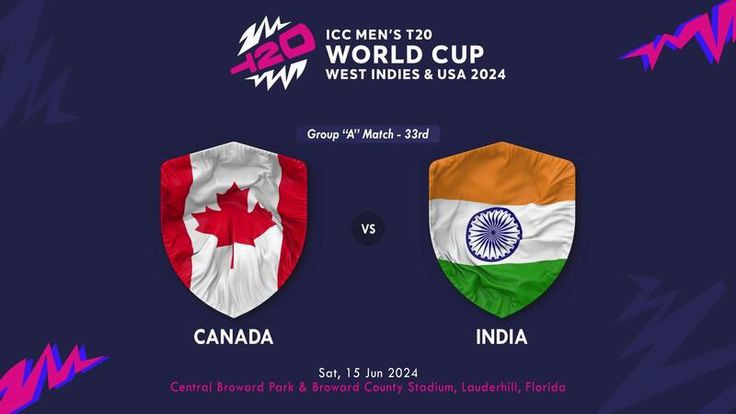 T20
ICC MEN'S T20
WORLD CUP
WEST INDIES & USA 2024
Group "A" Match - 33rd
CANADA
VS
INDIA
Sat, 15 Jun 2024
Central Broward Park & Broward County Stadium, Lauderhill, Florida